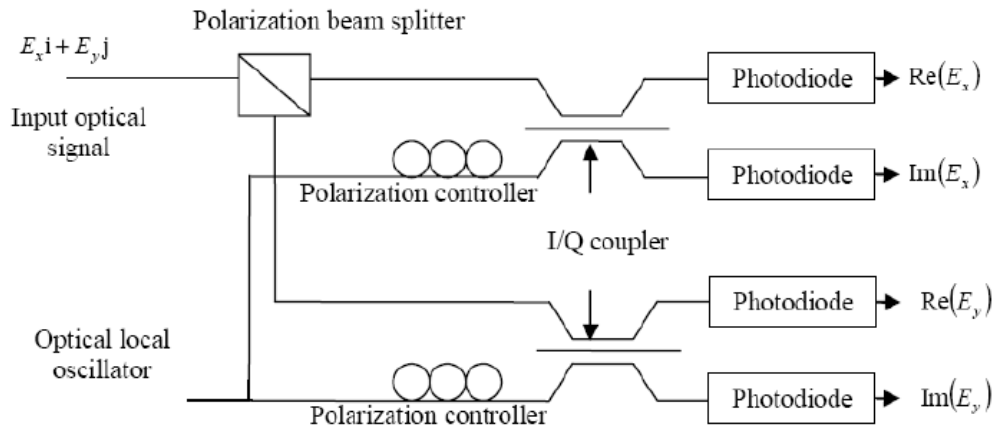 Polarization beam splitter
E_x i + E_y j
Input optical
signal
Photodiode
Re(E_x)
Polarization controller
Photodiode
Im(E_x)
I/Q coupler
Photodiode
Re(E_y)
Optical local
oscillator
Polarization controller
Photodiode
Im(E_y)